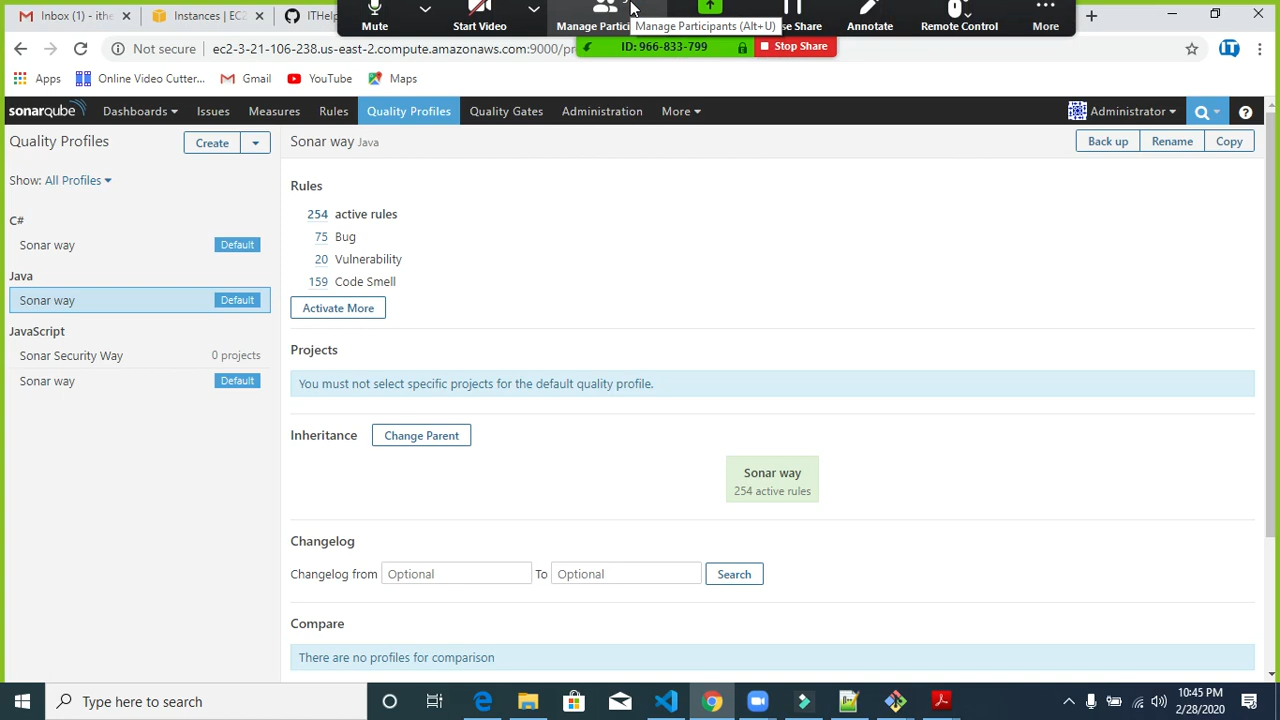 Inbox (1) - ithe
Instances | EC2
ITHelp
Mute
Start Video
Manage Partici
Manage Participants (Alt+U)
se Share
Annotate
Remote Control
More
ID: 966-833-799
Stop Share
Not secure
ec2-3-21-106-238.us-east-2.compute.amazonaws.com:9000/pr
Apps
Online Video Cutter...
Gmail
YouTube
Maps
sonarqube
Dashboards
Issues
Measures
Rules
Quality Profiles
Quality Gates
Administration
More
Administrator
Quality Profiles
Create
Sonar way Java
Back up
Rename
Copy
Show: All Profiles
C#
Sonar way Default
Java
Sonar way Default
JavaScript
Sonar Security Way 0 projects
Sonar way Default
Rules
254 active rules
75 Bug
20 Vulnerability
159 Code Smell
Activate More
Projects
You must not select specific projects for the default quality profile.
Inheritance
Change Parent
Sonar way
254 active rules
Changelog
Changelog from Optional To Optional Search
Compare
There are no profiles for comparison
Type here to search
10:45 PM
2/28/2020